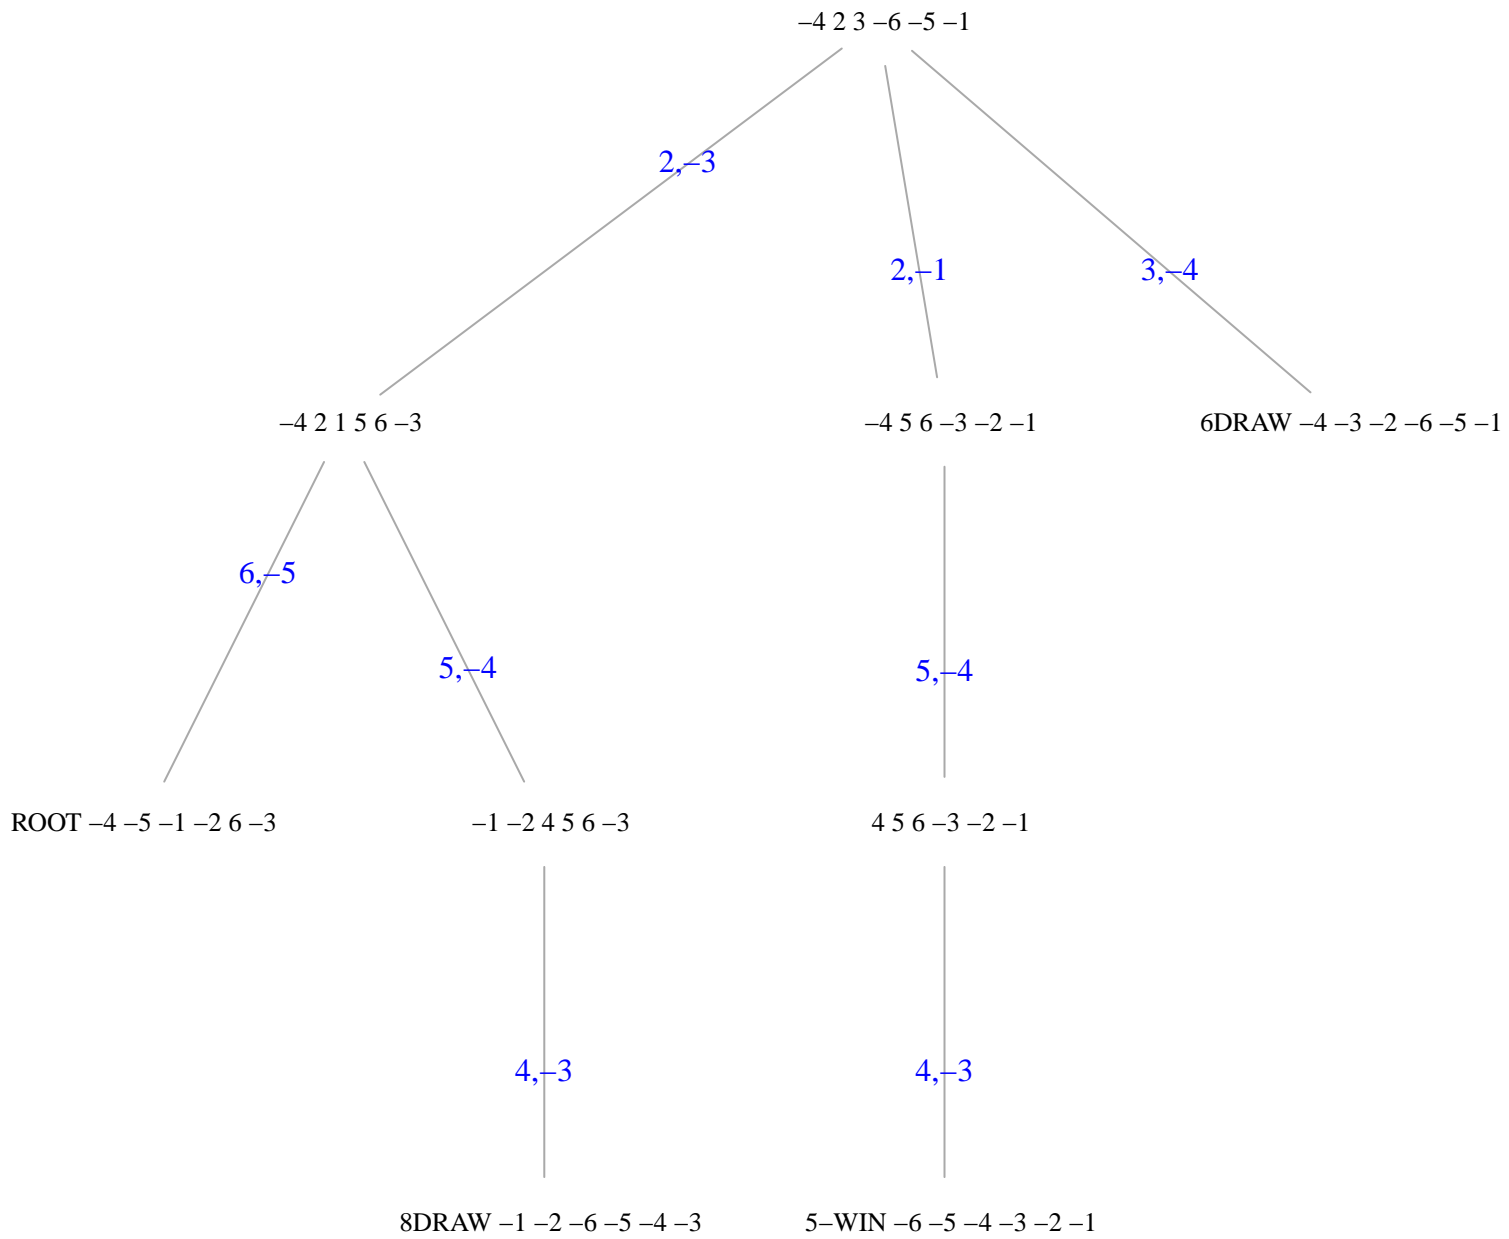 –4 2 3 –6 –5 –1
2,–3
2,–1
3,–4
–4 2 1 5 6 –3
–4 5 6 –3 –2 –1
6DRAW –4 –3 –2 –6 –5 –1
6,–5
5,–4
5,–4
ROOT –4 –5 –1 –2 6 –3
–1 –2 4 5 6 –3
4 5 6 –3 –2 –1
4,–3
4,–3
8DRAW –1 –2 –6 –5 –4 –3
5–WIN –6 –5 –4 –3 –2 –1